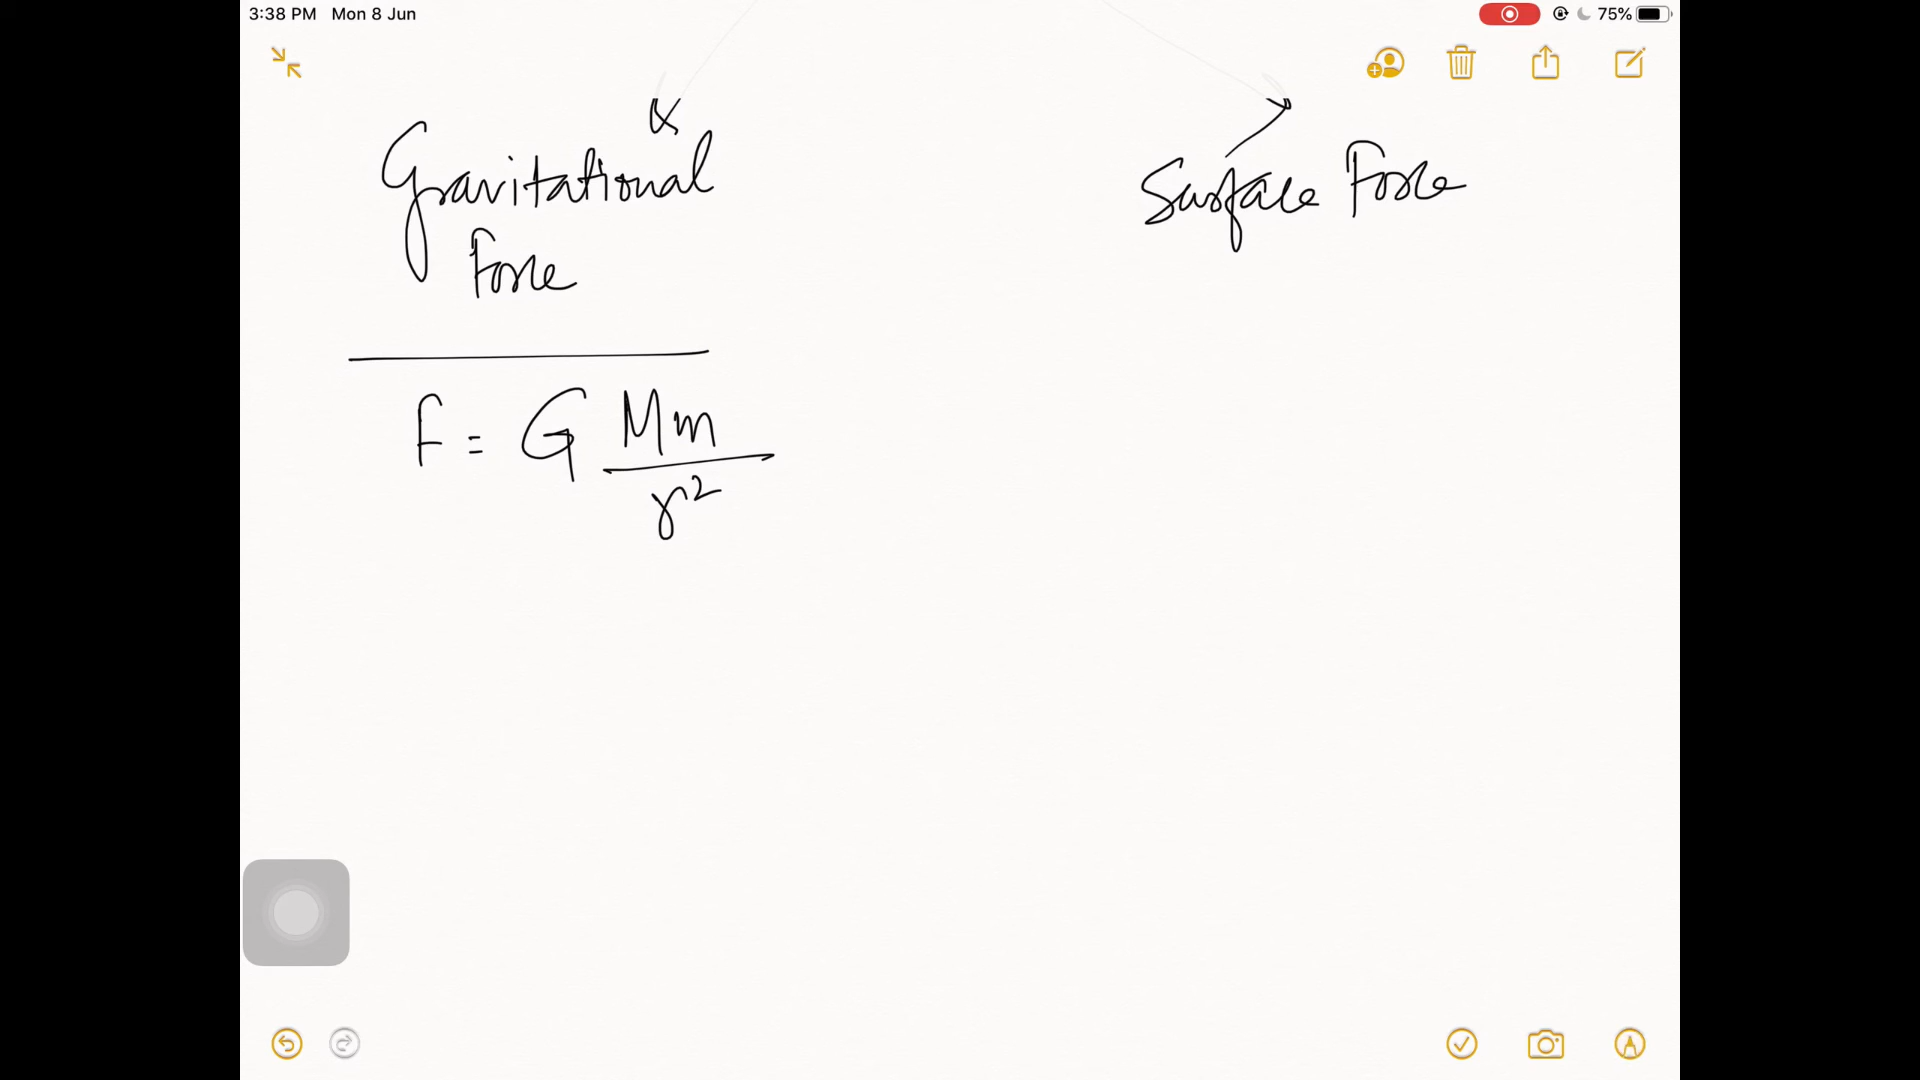 3:38 PM Mon 8 Jun
75%
Gravitational
Force
Surface Force
F = G Mm
r²